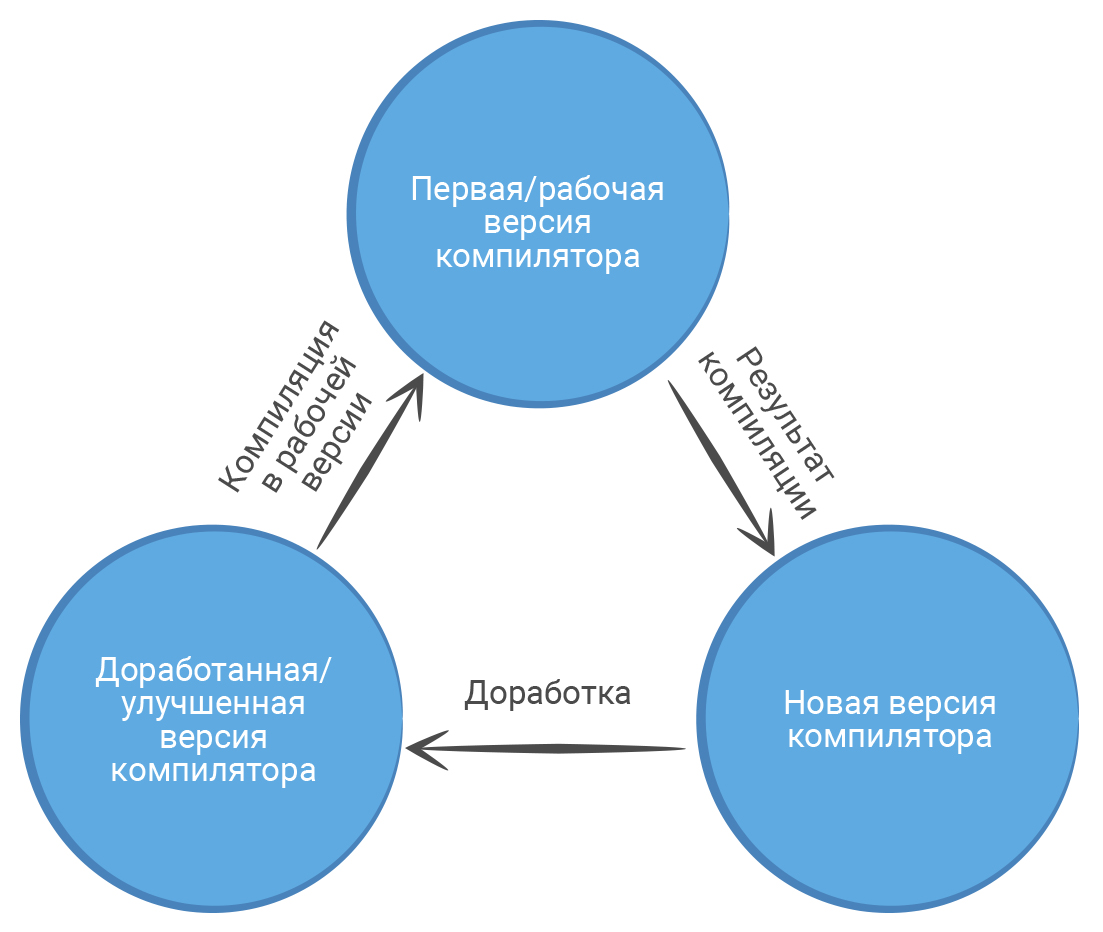 Первая/рабочая
версия
компилятора
Компиляция
в рабочей
версии
Результат
компиляции
Доработанная/
улучшенная
версия
компилятора
Доработка
Новая версия
компилятора